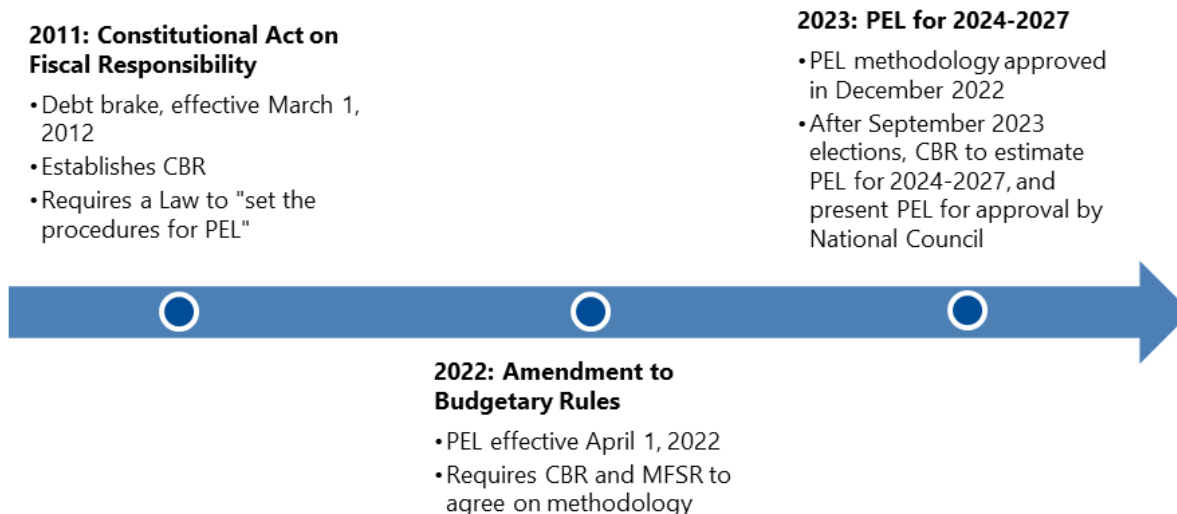 2011: Constitutional Act on
Fiscal Responsibility
•Debt brake, effective March 1,
2012
•Establishes CBR
•Requires a Law to "set the
procedures for PEL"
2022: Amendment to
Budgetary Rules
•PEL effective April 1, 2022
•Requires CBR and MFSR to
agree on methodology
2023: PEL for 2024-2027
•PEL methodology approved
in December 2022
•After September 2023
elections, CBR to estimate
PEL for 2024-2027, and
present PEL for approval by
National Council